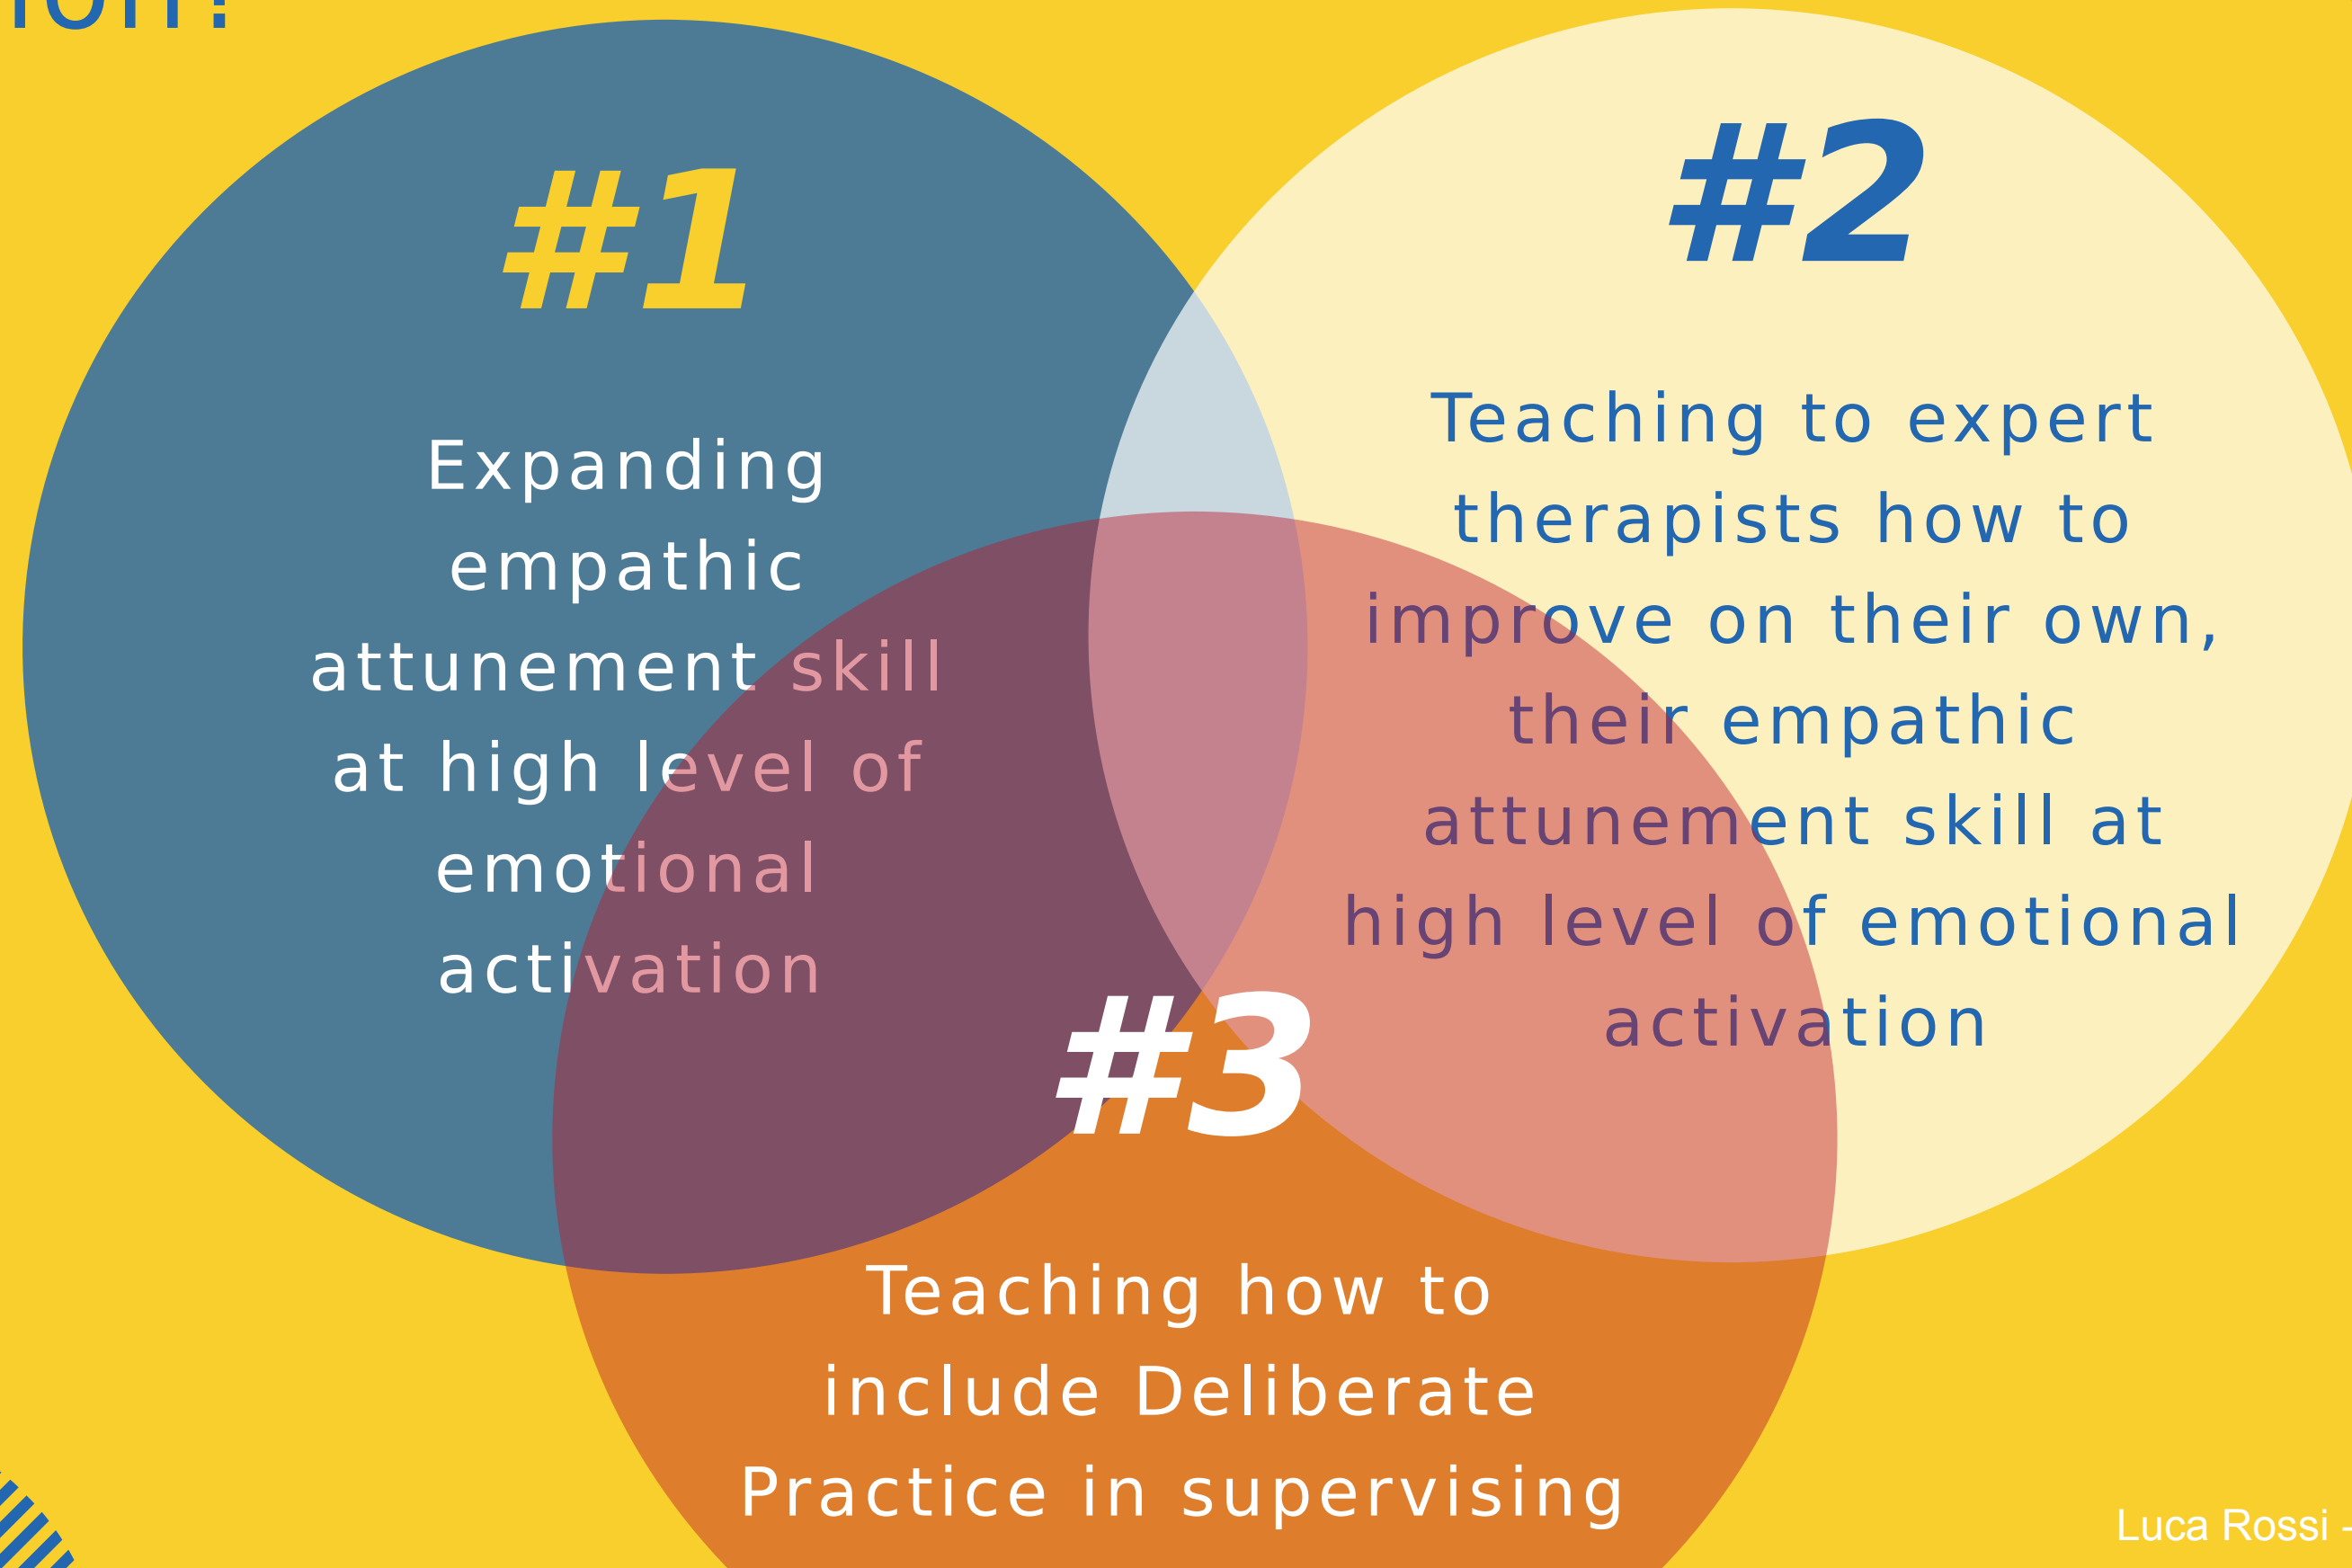 #1
Expanding
empathic
attunement skill
at high level of
emotional
activation
#2
Teaching to expert
therapists how to
improve on their own,
their empathic
attunement skill at
high level of emotional
activation
#3
Teaching how to
include Deliberate
Practice in supervising
Luca Rossi -